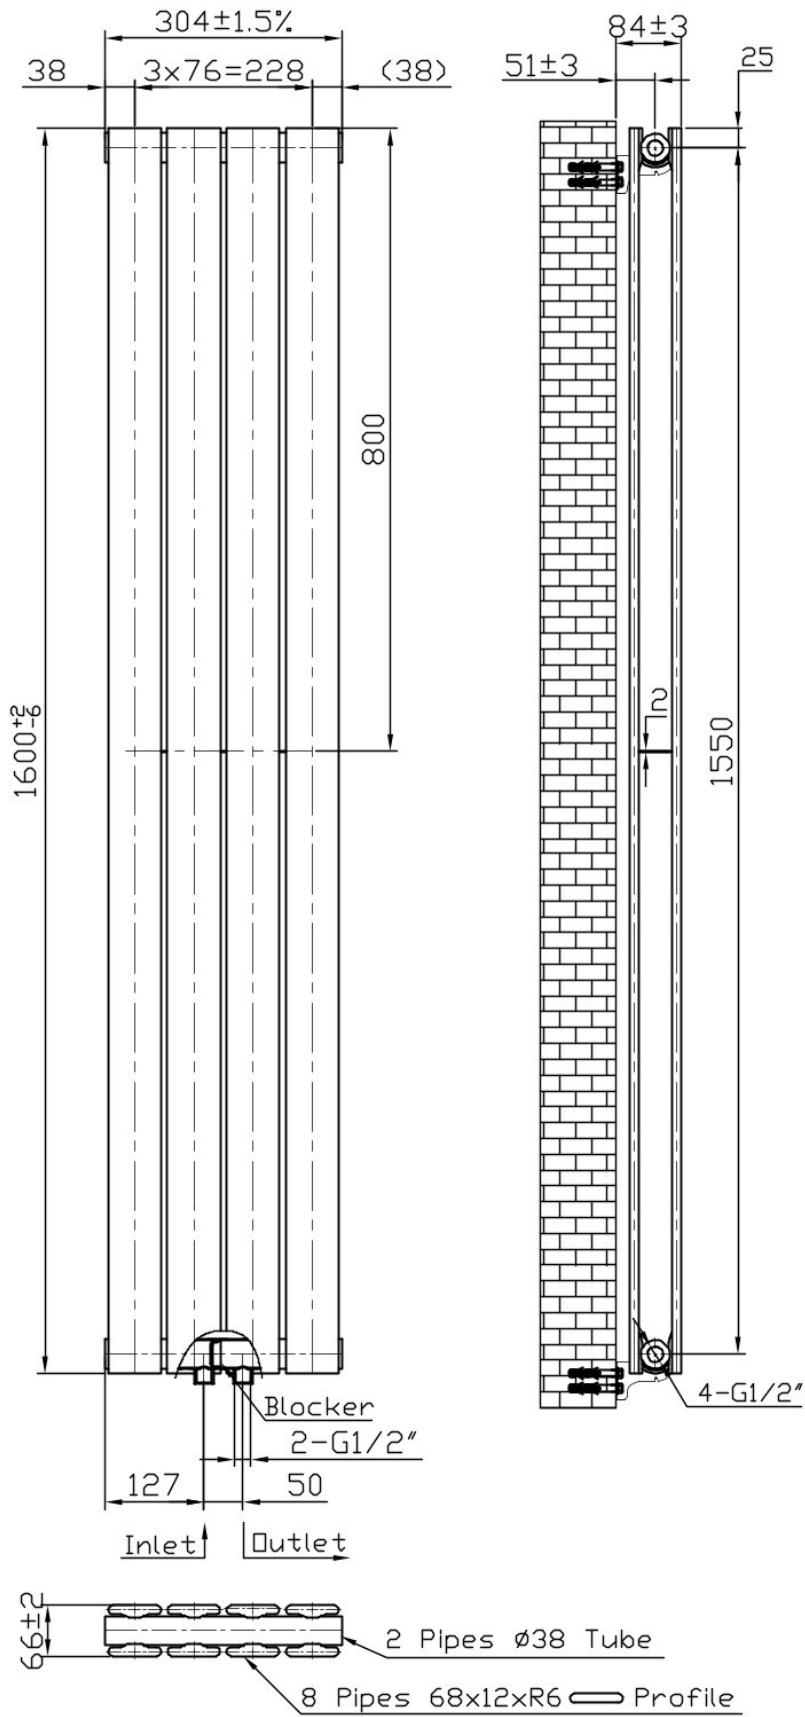 304±1.5%
84±3
38
3x76=228
(38)
51±3
25
800
1600+2-6
2
1550
4-G1/2"
Blocker
2-G1/2"
127
50
Inlet
Outlet
66±2
2 Pipes ø38 Tube
8 Pipes 68x12xR6 Profile